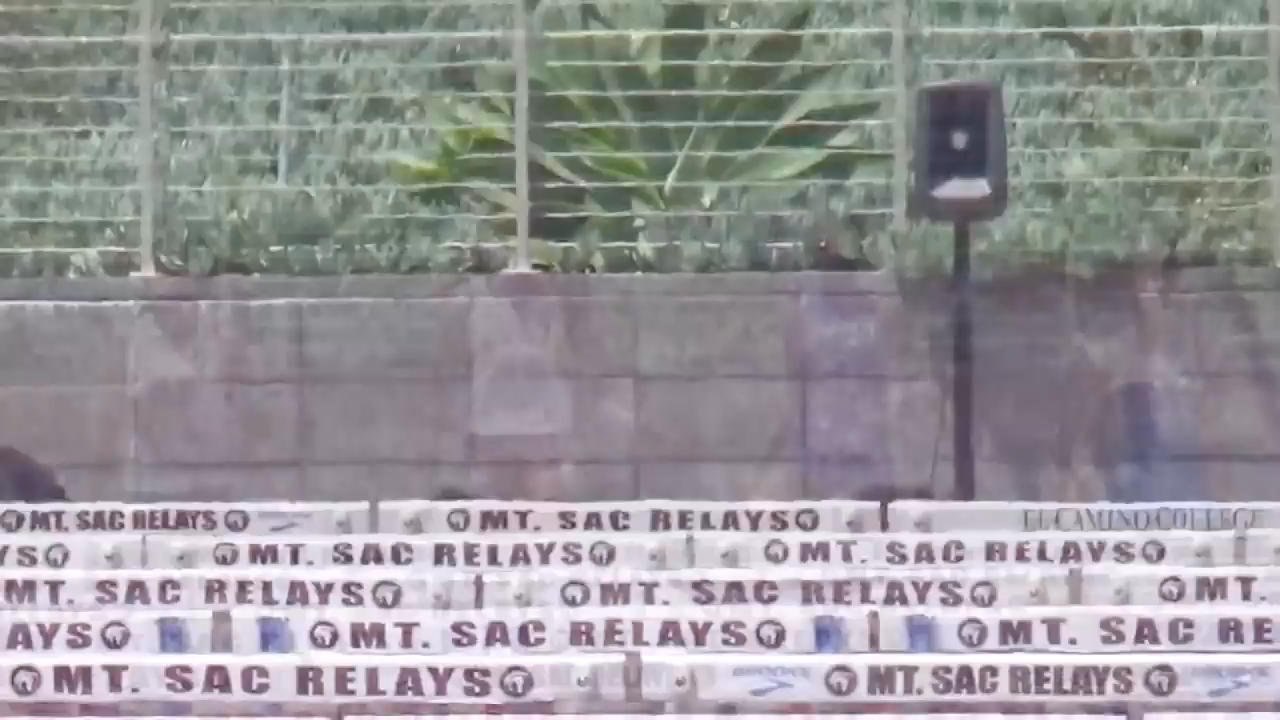 MT. SAC RELAYS MT. SAC RELAYS EL CAMINO COLLEGE
YS MT. SAC RELAYS MT. SAC RELAYS
MT. SAC RELAYS MT. SAC RELAYS MT.
AYS MT. SAC RELAYS MT. SAC RE
MT. SAC RELAYS MT. SAC RELAYS